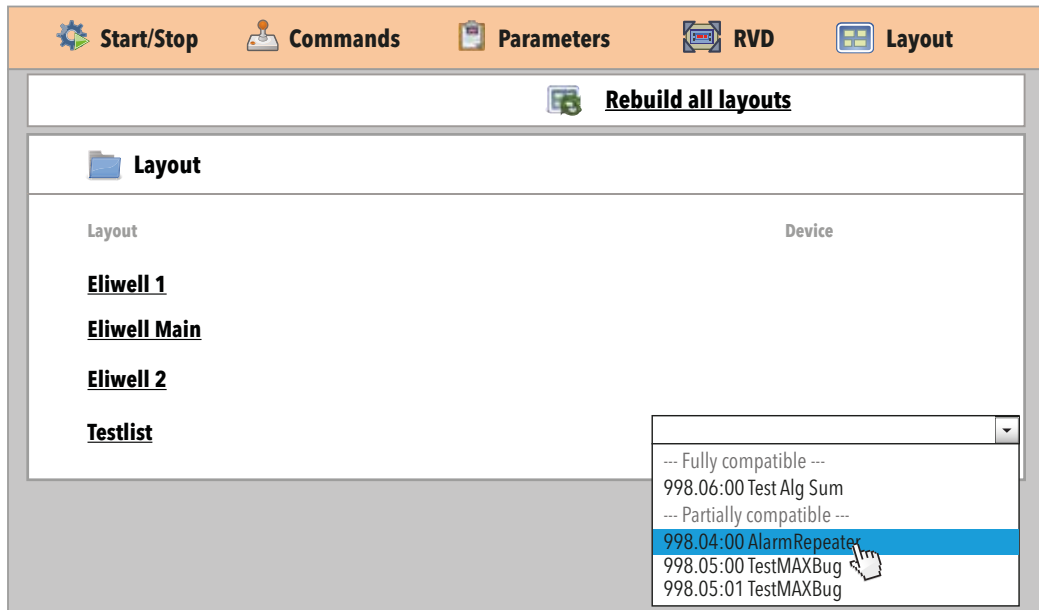 Start/Stop Commands Parameters RVD Layout
Rebuild all layouts
Layout
Layout Device
Eliwell 1
Eliwell Main
Eliwell 2
Testlist
--- Fully compatible ---
998.06:00 Test Alg Sum
--- Partially compatible ---
998.04:00 AlarmRepeater
998.05:00 TestMAXBug
998.05:01 TestMAXBug